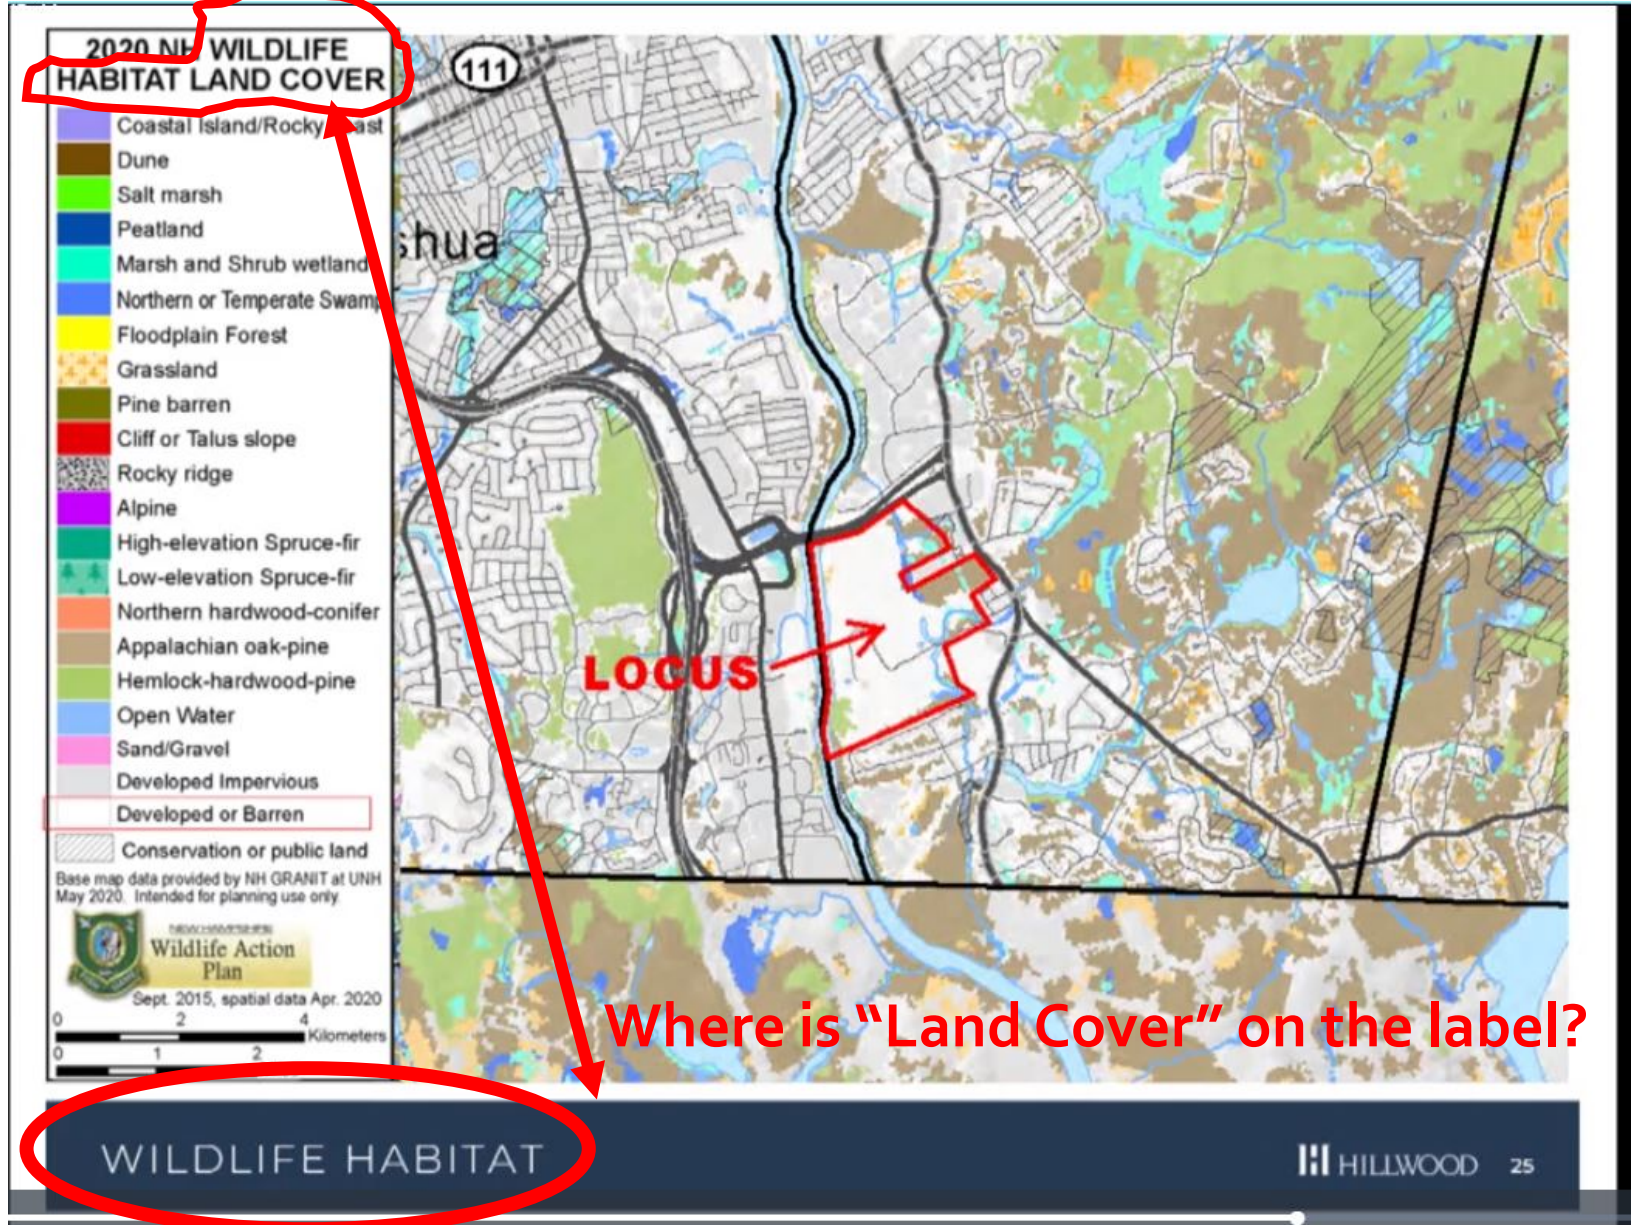 2020 NH WILDLIFE
HABITAT LAND COVER
Coastal Island/Rocky
Dune
Salt marsh
Peatland
Marsh and Shrub wetland
Northern or Temperate Swamp
Floodplain Forest
Grassland
Pine barren
Cliff or Talus slope
Rocky ridge
Alpine
High-elevation Spruce-fir
Low-elevation Spruce-fir
Northern hardwood-conifer
Appalachian oak-pine
Hemlock-hardwood-pine
Open Water
Sand/Gravel
Developed Impervious
Developed or Barren
Conservation or public land
Base map data provided by NH GRANIT at UNH
May 2020. Intended for planning use only.
NEW HAMPSHIRE
Wildlife Action
Plan
Sept. 2015, spatial data Apr. 2020
0 2 4
Kilometers
0 1 2
111
shua
LOCUS
Where is “Land Cover” on the label?
WILDLIFE HABITAT
HILLWOOD 25